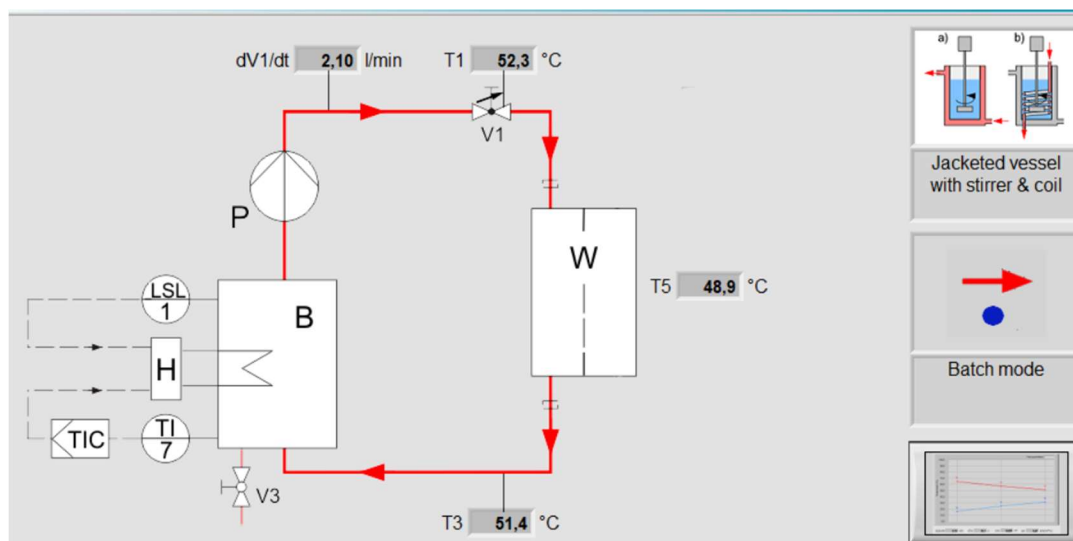 dV1/dt 2,10 l/min
T1 52,3 °C
a) b)
V1
Jacketed vessel
with stirrer & coil
P
W
T5 48,9 °C
LSL
1
B
H
Batch mode
TIC
TI
7
V3
T3 51,4 °C